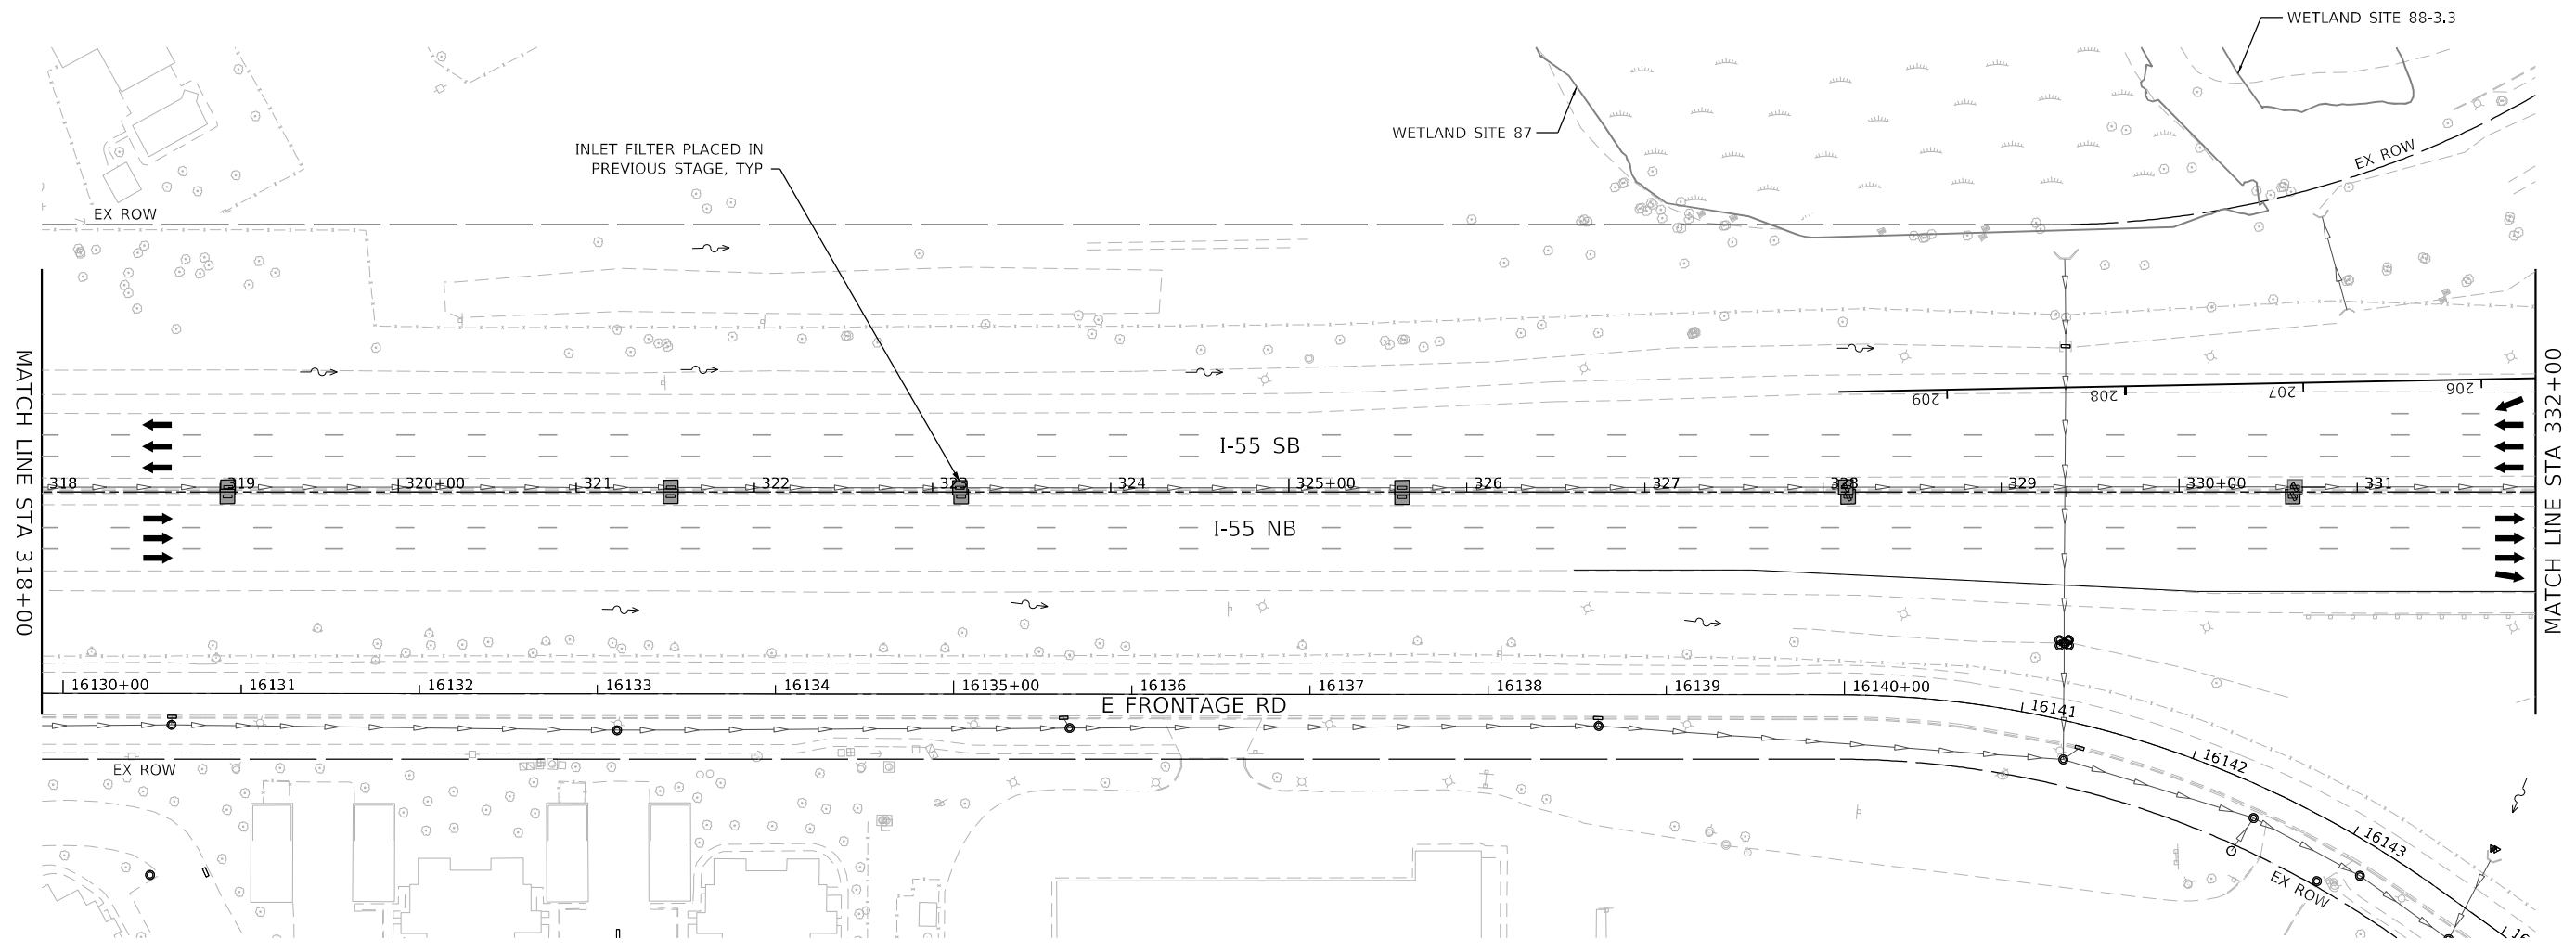 WETLAND SITE 88-3.3
WETLAND SITE 87
INLET FILTER PLACED IN
PREVIOUS STAGE, TYP
EX ROW
EX ROW
MATCH LINE STA 318+00
MATCH LINE STA 332+00
209
208
207
206
I-55 SB
318
319
320+00
321
322
323
324
325+00
326
327
328
329
330+00
331
I-55 NB
16130+00
16131
16132
16133
16134
16135+00
16136
16137
16138
16139
16140+00
16141
16142
16143
E FRONTAGE RD
EX ROW
EX ROW